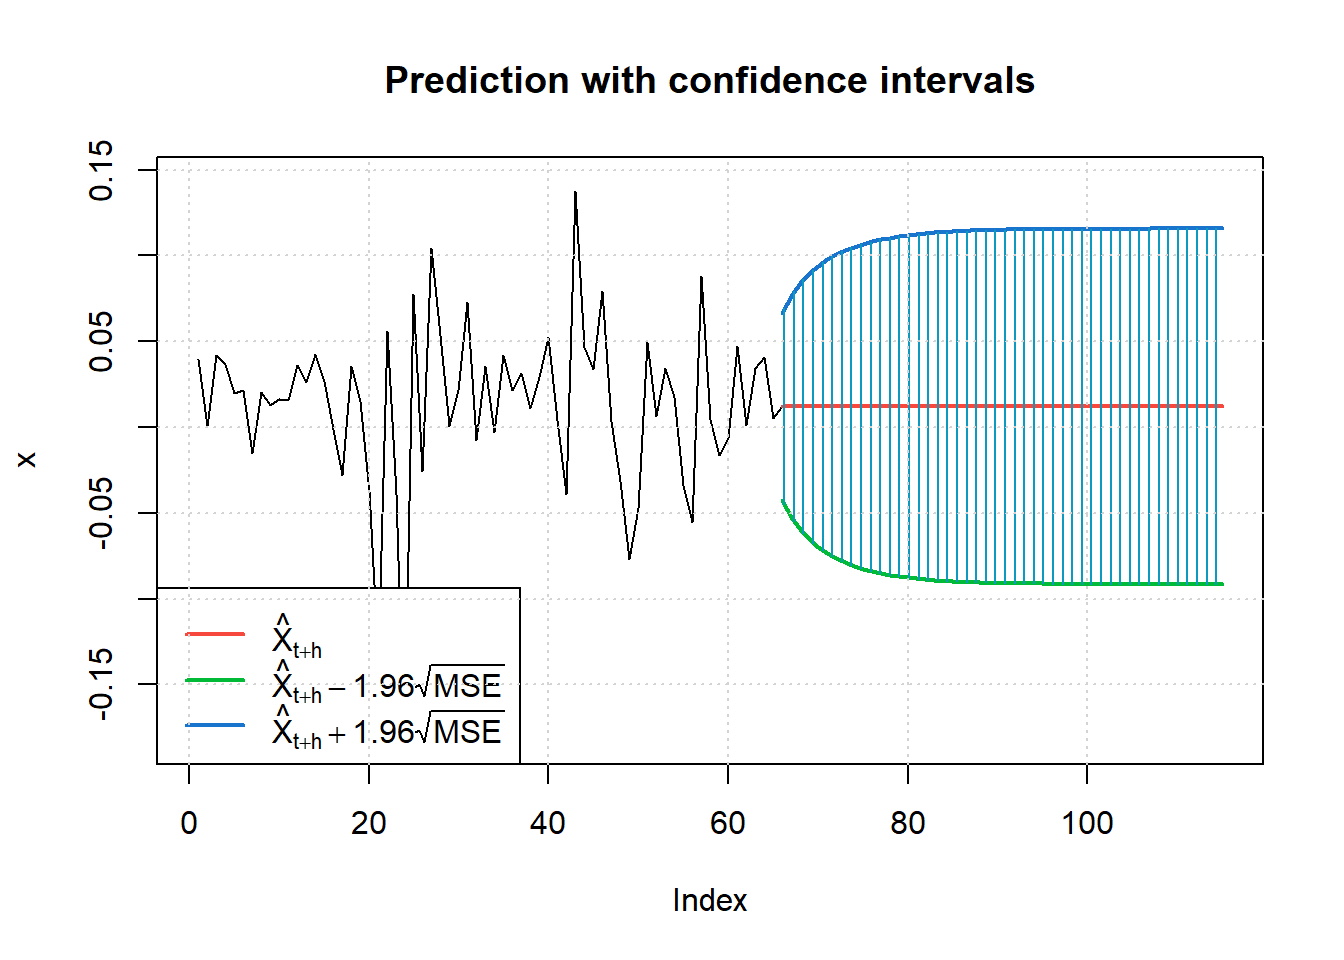 Prediction with confidence intervals
0.15
0.05
-0.05
-0.15
x
X̂t+h
X̂t+h − 1.96√MSE
X̂t+h + 1.96√MSE
0 20 40 60 80 100
Index